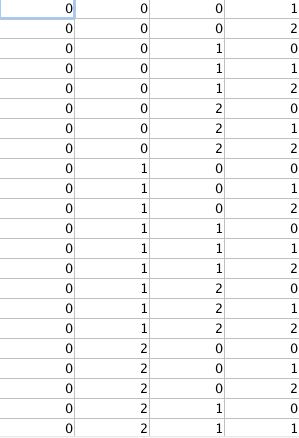 0 0 0 1
0 0 0 2
0 0 1 0
0 0 1 1
0 0 1 2
0 0 2 0
0 0 2 1
0 0 2 2
0 1 0 0
0 1 0 1
0 1 0 2
0 1 1 0
0 1 1 1
0 1 1 2
0 1 2 0
0 1 2 1
0 1 2 2
0 2 0 0
0 2 0 1
0 2 0 2
0 2 1 0
0 2 1 1